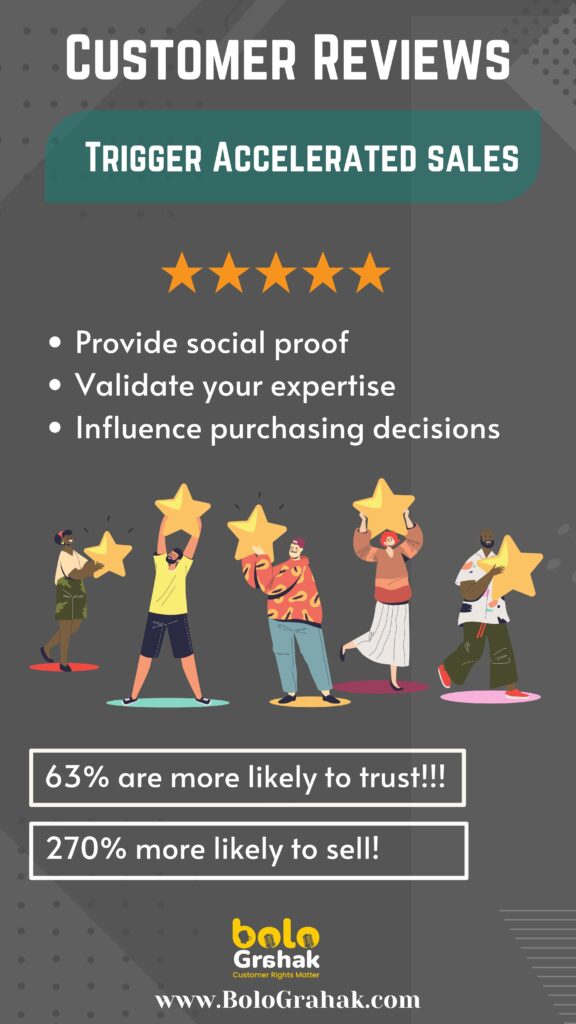 CUSTOMER REVIEWS
TRIGGER ACCELERATED SALES
• Provide social proof
• Validate your expertise
• Influence purchasing decisions
63% are more likely to trust!!!
270% more likely to sell!
bolo
Grahak
Customer Rights Matter
www.BoloGrahak.com